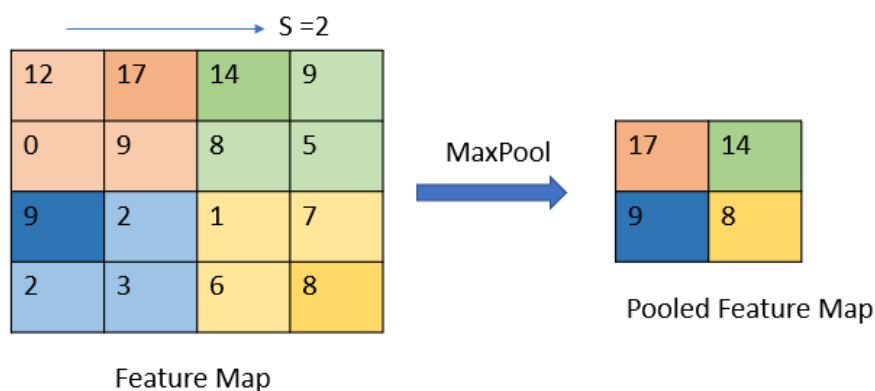 S =2
12 17 14 9
0 9 8 5
9 2 1 7
2 3 6 8
Feature Map
MaxPool
17 14
9 8
Pooled Feature Map